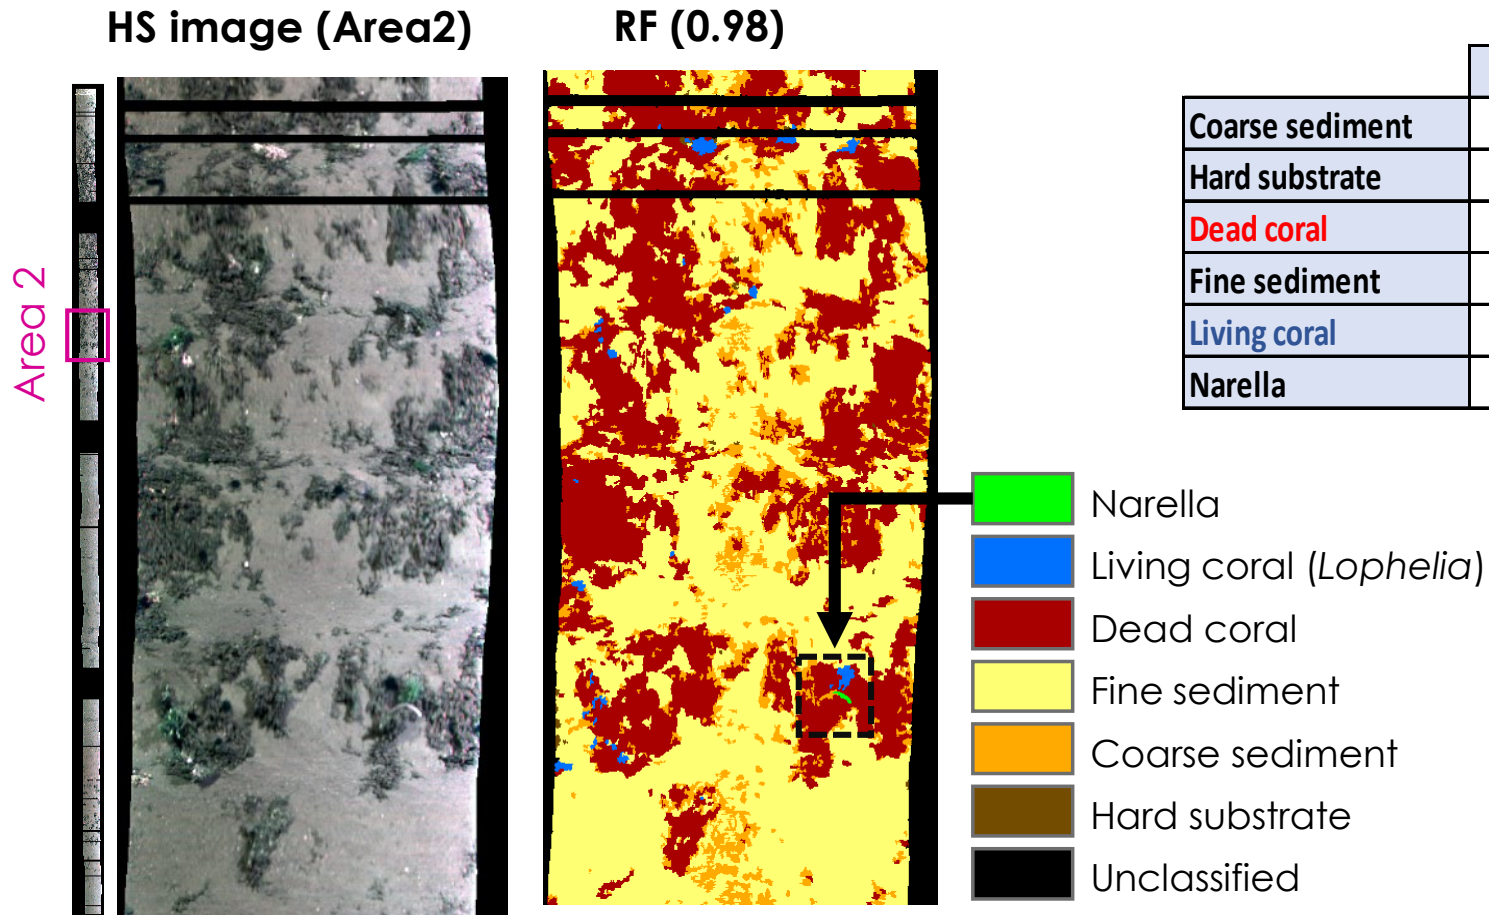 HS image (Area2)
RF (0.98)
Area 2
Coarse sediment
Hard substrate
Dead coral
Fine sediment
Living coral
Narella
Narella
Living coral (Lophelia)
Dead coral
Fine sediment
Coarse sediment
Hard substrate
Unclassified